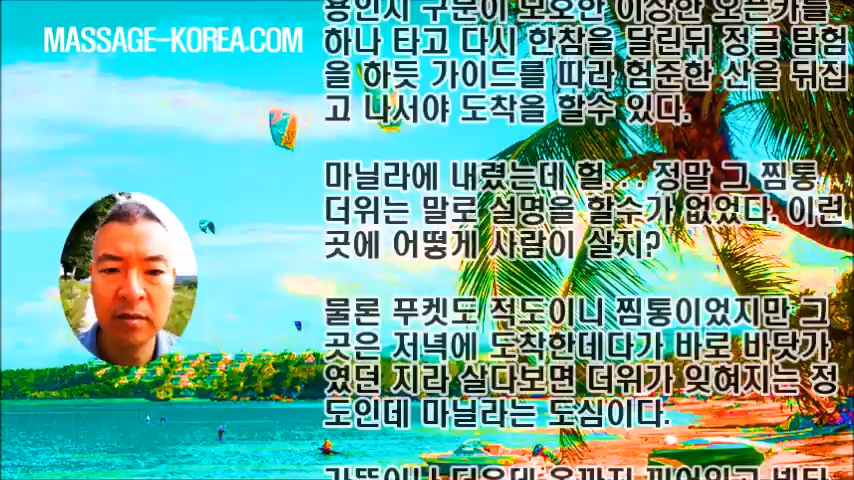 MASSAGE-KOREA.COM
용인지 구분이 모호한 이상한 오픈카를
하나 타고 다시 한참을 달린뒤 정글 탐험
을 하듯 가이드를 따라 험준한 산을 뒤집
고 나서야 도착을 할수 있다.
마닐라에 내렸는데 헐... 정말 그 찜통
더위는 말로 설명을 할수가 없었다. 이런
곳에 어떻게 사람이 살지?
물론 푸켓도 적도이니 찜통이었지만 그
곳은 저녁에 도착한데다가 바로 바닷가
였던 지라 살다보면 더위가 잊혀지는 정
도인데 마닐라는 도심이다.